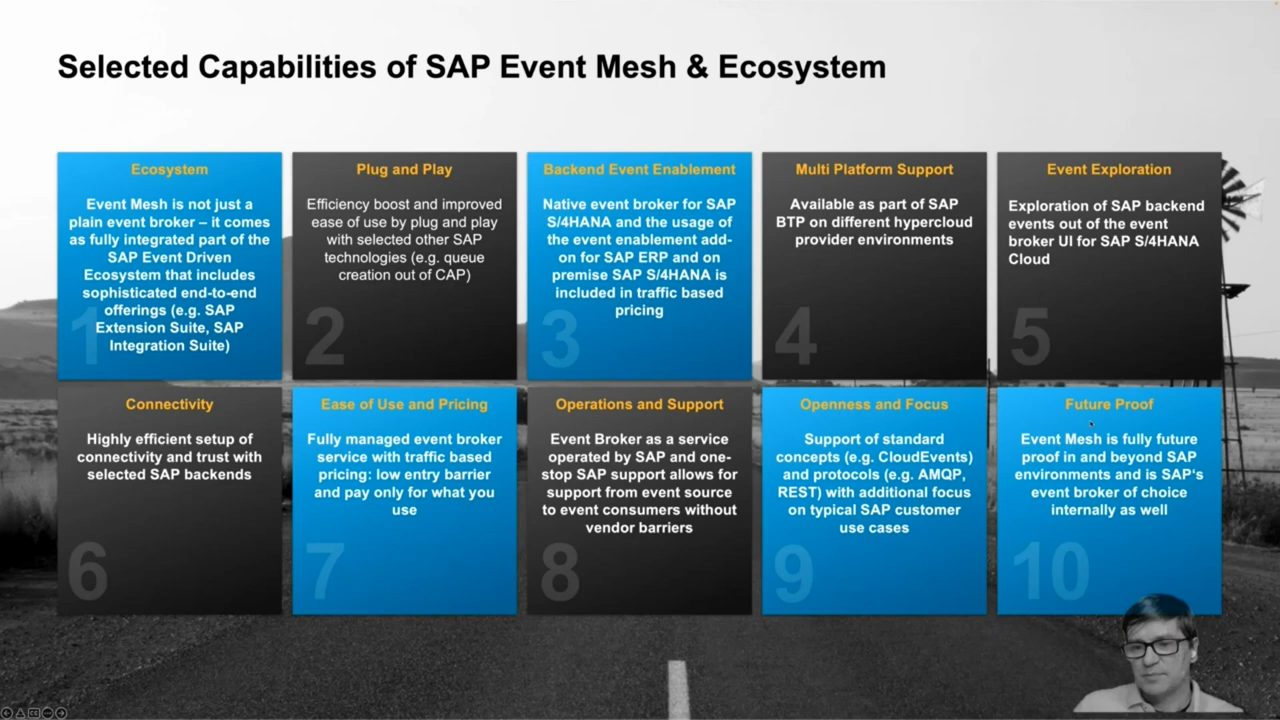 Selected Capabilities of SAP Event Mesh & Ecosystem
Ecosystem
Event Mesh is not just a
plain event broker – it comes
as fully integrated part of the
SAP Event Driven
Ecosystem that includes
sophisticated end-to-end
offerings (e.g. SAP
Extension Suite, SAP
Integration Suite)
1
Plug and Play
Efficiency boost and improved
ease of use by plug and play
with selected other SAP
technologies (e.g. queue
creation out of CAP)
2
Backend Event Enablement
Native event broker for SAP
S/4HANA and the usage of
the event enablement add-
on for SAP ERP and on
premise SAP S/4HANA is
included in traffic based
pricing
3
Multi Platform Support
Available as part of SAP
BTP on different hypercloud
provider environments
4
Event Exploration
Exploration of SAP backend
events out of the event
broker UI for SAP S/4HANA
Cloud
5
Connectivity
Highly efficient setup of
connectivity and trust with
selected SAP backends
6
Ease of Use and Pricing
Fully managed event broker
service with traffic based
pricing: low entry barrier
and pay only for what you
use
7
Operations and Support
Event Broker as a service
operated by SAP and one-
stop SAP support allows for
support from event source
to event consumers without
vendor barriers
8
Openness and Focus
Support of standard
concepts (e.g. CloudEvents)
and protocols (e.g. AMQP,
REST) with additional focus
on typical SAP customer
use cases
9
Future Proof
Event Mesh is fully future
proof in and beyond SAP
environments and is SAP‘s
event broker of choice
internally as well
10